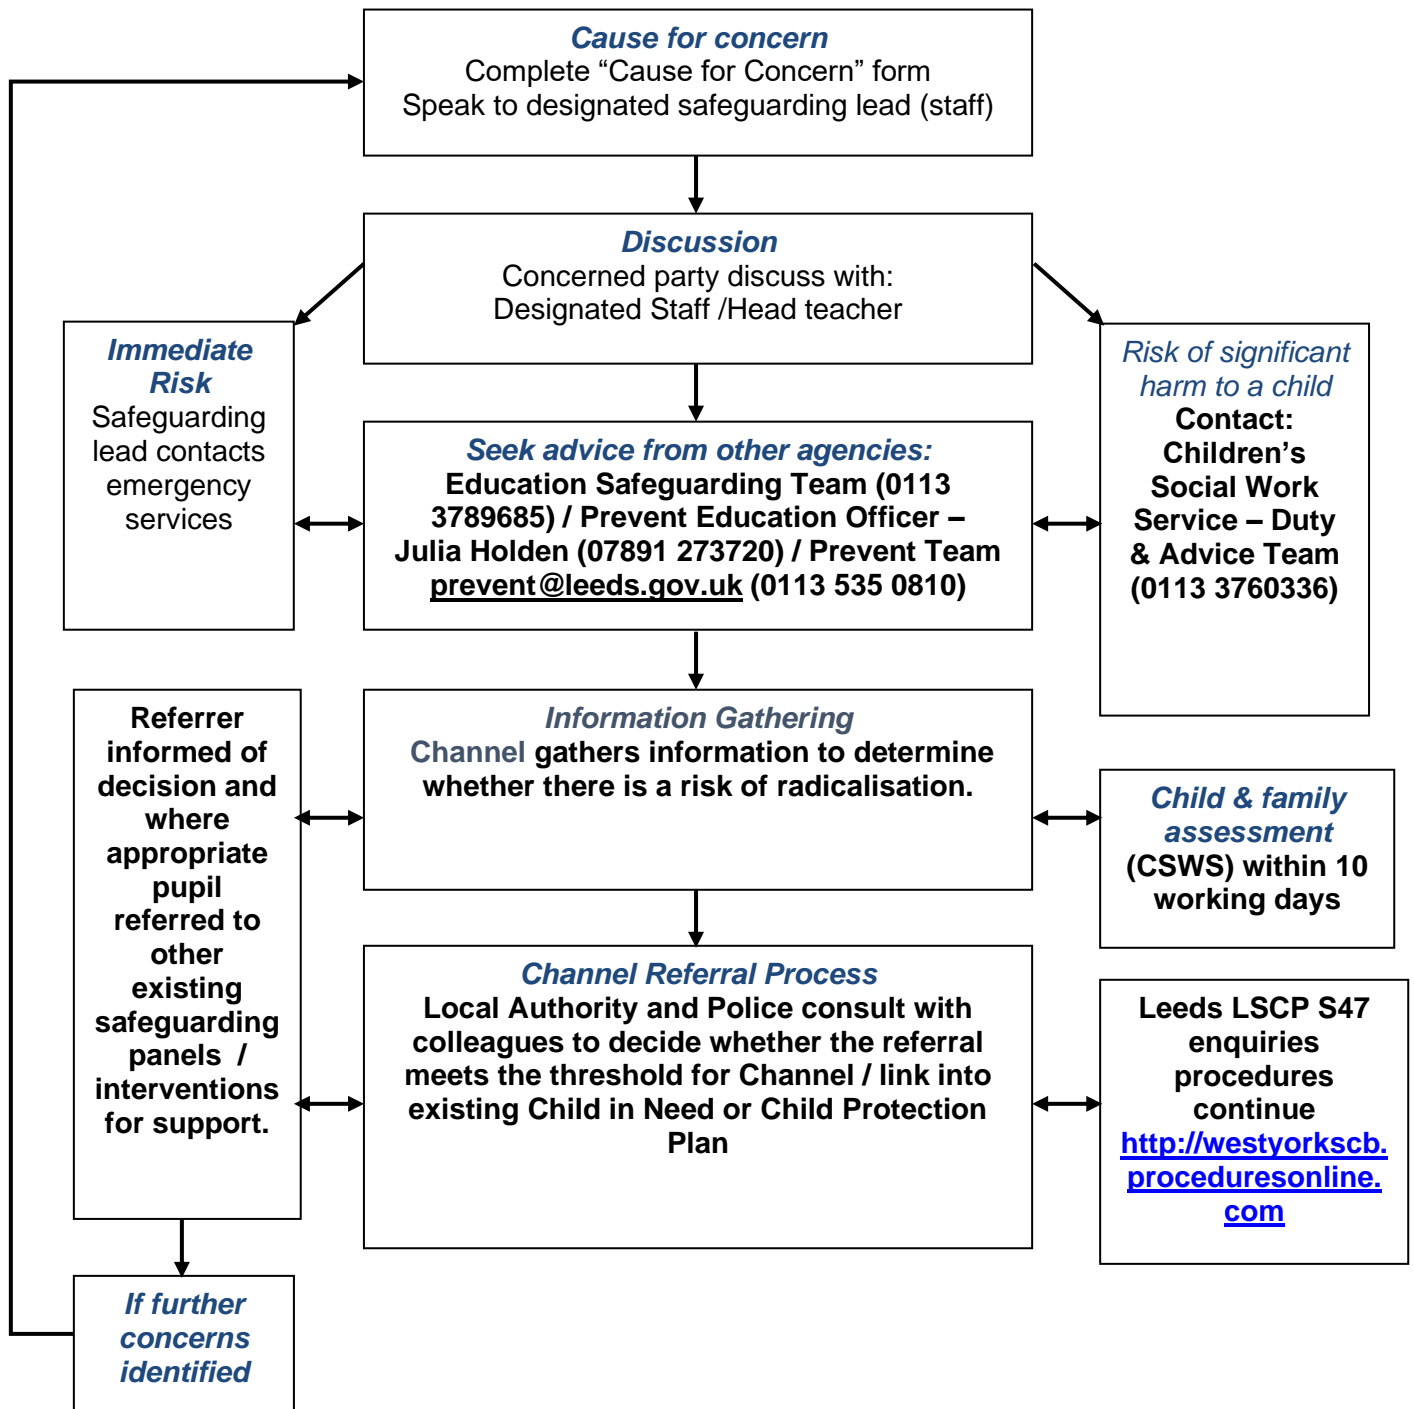 Cause for concern
Complete “Cause for Concern” form
Speak to designated safeguarding lead (staff)
Discussion
Concerned party discuss with:
Designated Staff /Head teacher
Immediate
Risk
Safeguarding
lead contacts
emergency
services
Seek advice from other agencies:
Education Safeguarding Team (0113
3789685) / Prevent Education Officer –
Julia Holden (07891 273720) / Prevent Team
prevent@leeds.gov.uk (0113 535 0810)
Risk of significant
harm to a child
Contact:
Children’s
Social Work
Service – Duty
& Advice Team
(0113 3760336)
Referrer
informed of
decision and
where
appropriate
pupil
referred to
other
existing
safeguarding
panels /
interventions
for support.
Information Gathering
Channel gathers information to determine
whether there is a risk of radicalisation.
Child & family
assessment
(CSWS) within 10
working days
Channel Referral Process
Local Authority and Police consult with
colleagues to decide whether the referral
meets the threshold for Channel / link into
existing Child in Need or Child Protection
Plan
Leeds LSCP S47
enquiries
procedures
continue
http://westyorkscb.
proceduresonline.
com
If further
concerns
identified